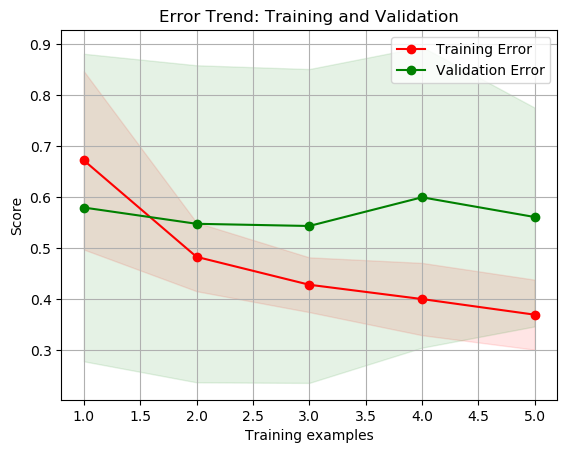 Error Trend: Training and Validation
Training Error
Validation Error
Score
0.9
0.8
0.7
0.6
0.5
0.4
0.3
1.0 1.5 2.0 2.5 3.0 3.5 4.0 4.5 5.0
Training examples